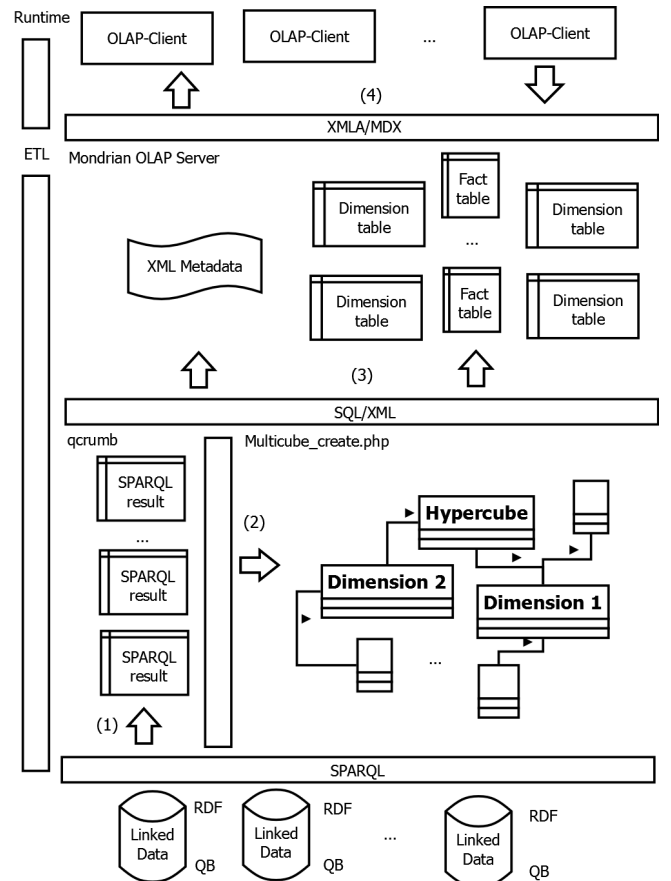 Runtime
OLAP-Client
OLAP-Client
...
OLAP-Client
(4)
XMLA/MDX
ETL
Mondrian OLAP Server
XML Metadata
Dimension
table
Fact
table
Dimension
table
...
Dimension
table
Fact
table
Dimension
table
(3)
SQL/XML
qcrumb
Multicube_create.php
SPARQL
result
...
SPARQL
result
SPARQL
result
(1)
(2)
Hypercube
Dimension 2
Dimension 1
...
SPARQL
Linked
Data
RDF
QB
Linked
Data
RDF
QB
...
Linked
Data
RDF
QB